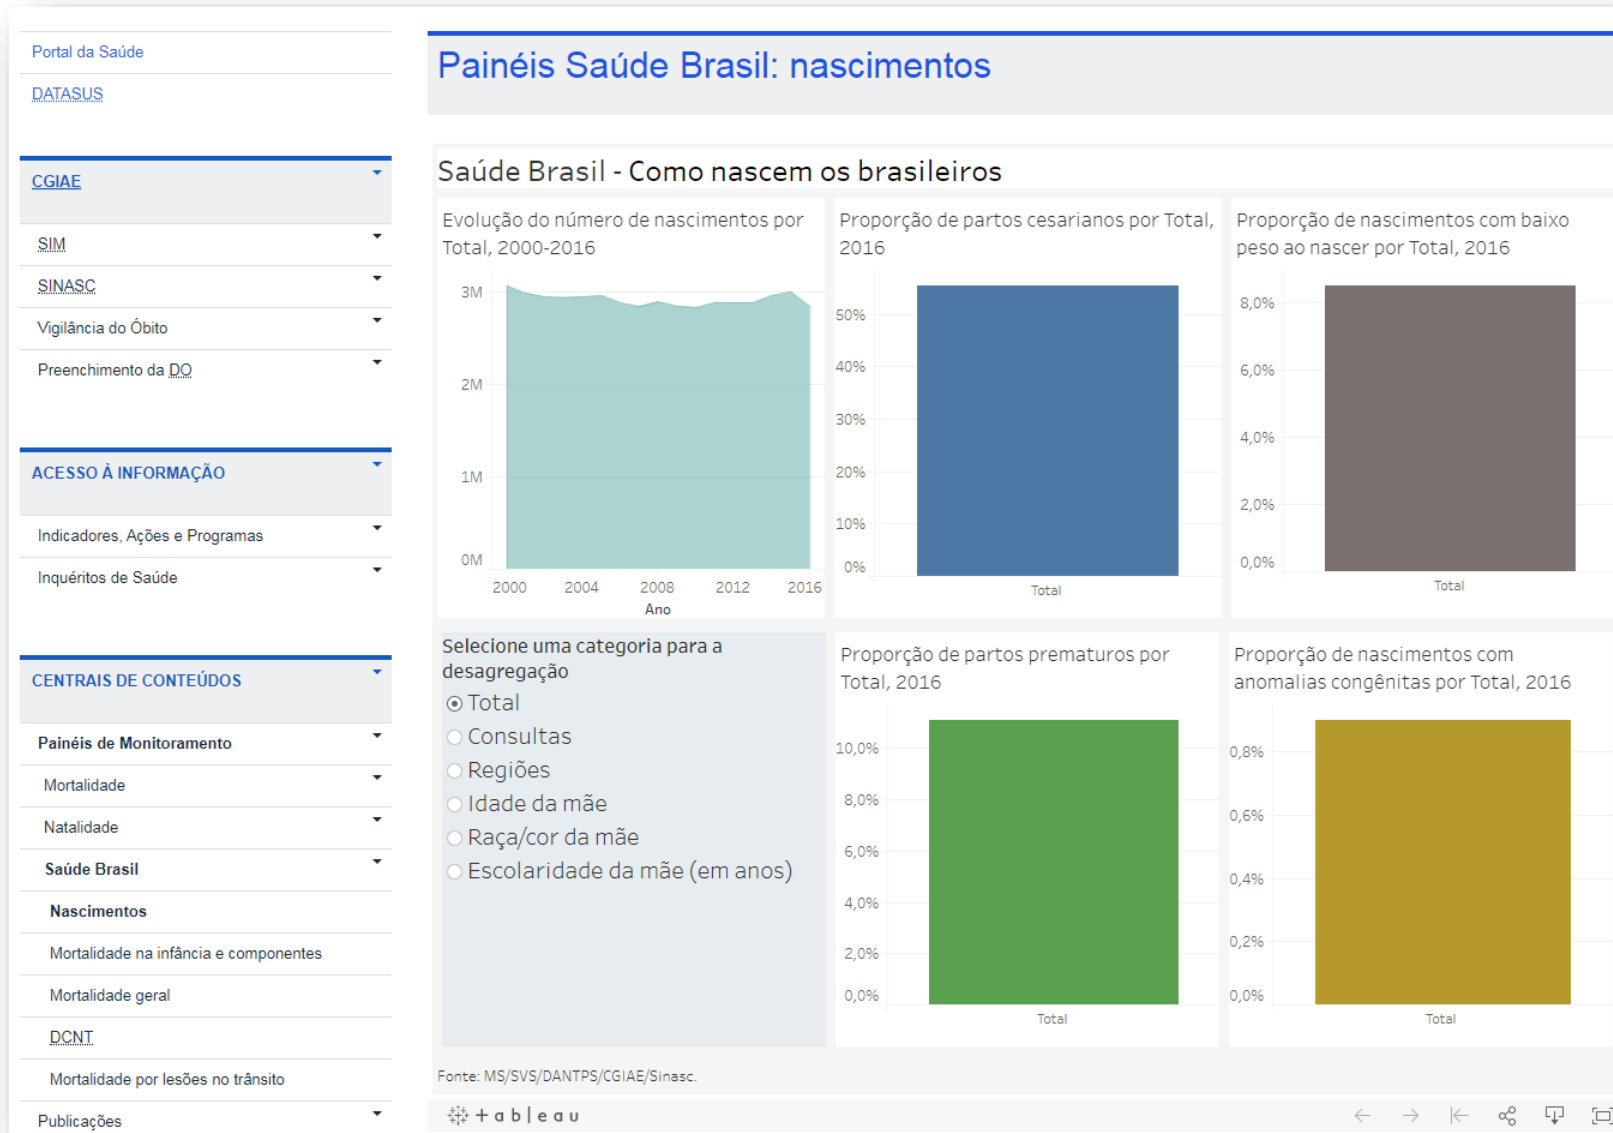 Portal da Saúde
DATASUS
CGIAE
SIM
SINASC
Vigilância do Óbito
Preenchimento da DO
ACESSO À INFORMAÇÃO
Indicadores, Ações e Programas
Inquéritos de Saúde
CENTRAIS DE CONTEÚDOS
Painéis de Monitoramento
Mortalidade
Natalidade
Saúde Brasil
Nascimentos
Mortalidade na infância e componentes
Mortalidade geral
DCNT
Mortalidade por lesões no trânsito
Publicações
Painéis Saúde Brasil: nascimentos
Saúde Brasil - Como nascem os brasileiros
Evolução do número de nascimentos por
Total, 2000-2016
3M
2M
1M
0M
2000 2004 2008 2012 2016
Ano
Proporção de partos cesarianos por Total,
2016
50%
40%
30%
20%
10%
0%
Total
Proporção de nascimentos com baixo
peso ao nascer por Total, 2016
8,0%
6,0%
4,0%
2,0%
0,0%
Total
Selecione uma categoria para a
desagregação
Total
Consultas
Regiões
Idade da mãe
Raça/cor da mãe
Escolaridade da mãe (em anos)
Proporção de partos prematuros por
Total, 2016
10,0%
8,0%
6,0%
4,0%
2,0%
0,0%
Total
Proporção de nascimentos com
anomalias congênitas por Total, 2016
0,8%
0,6%
0,4%
0,2%
0,0%
Total
Fonte: MS/SVS/DANTPS/CGIAE/Sinasc.
+ableau